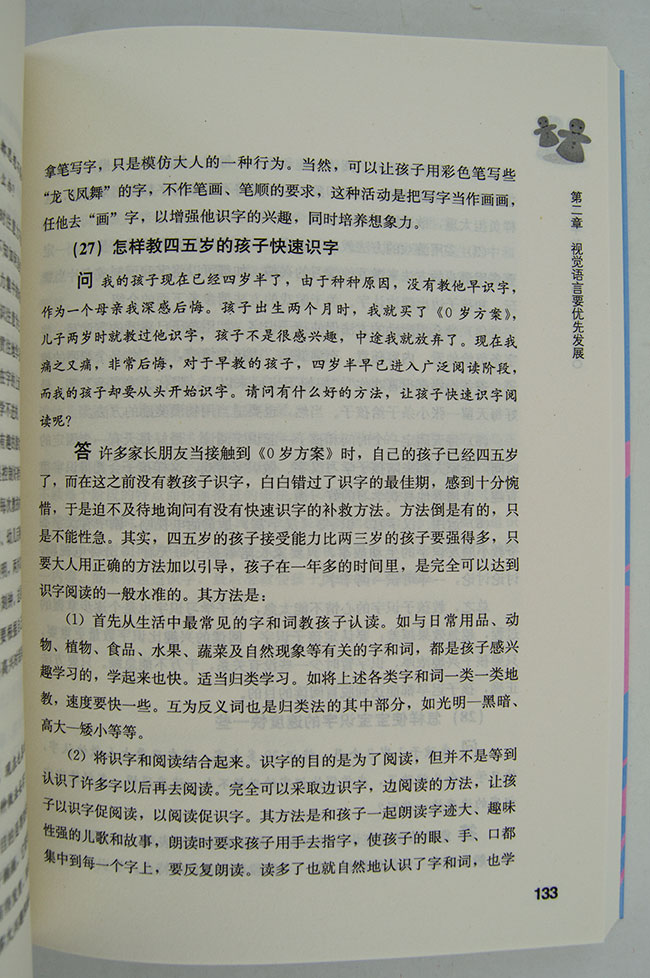 拿笔写字，只是模仿大人的一种行为。当然，可以让孩子用彩色笔写些
“龙飞凤舞”的字，不作笔画、笔顺的要求，这种活动是把写字当作画画，
任他去“画”字，以增强他识字的兴趣，同时培养想象力。
（27）怎样教四五岁的孩子快速识字
问 我的孩子现在已经四岁半了，由于种种原因，没有教他早识字，
作为一个母亲我深感后悔。孩子出生两个月时，我就买了《0岁方案》，
儿子两岁时就教过他识字，孩子不是很感兴趣，中途我就放弃了。现在我
痛之又痛，非常后悔，对于早教的孩子，四岁半早已进入广泛阅读阶段，
而我的孩子却要从头开始识字。请问有什么好的方法，让孩子快速识字阅
读呢？
答 许多家长朋友当接触到《0岁方案》时，自己的孩子已经四五岁
了，而在这之前没有教孩子识字，白白错过了识字的最佳期，感到十分惋
惜，于是迫不及待地询问有没有快速识字的补救方法。方法倒是有的，只
是不能性急。其实，四五岁的孩子接受能力比两三岁的孩子要强得多，只
要大人用正确的方法加以引导，孩子在一年多的时间里，是完全可以达到
识字阅读的一般水准的。其方法是：
（1）首先从生活中最常见的字和词教孩子认读。如与日常用品、动
物、植物、食品、水果、蔬菜及自然现象等有关的字和词，都是孩子感兴
趣学习的，学起来也快。适当归类学习。如将上述各类字和词一类一类地
教，速度要快一些。互为反义词也是归类法的其中部分，如光明—黑暗、
高大—矮小等等。
（2）将识字和阅读结合起来。识字的目的是为了阅读，但并不是等到
认识了许多字以后再去阅读。完全可以采取边识字，边阅读的方法，让孩
子以识字促阅读，以阅读促识字。其方法是和孩子一起朗读字迹大、趣味
性强的儿歌和故事，朗读时要求孩子用手去指字，使孩子的眼、手、口都
集中到每一个字上，要反复朗读。读多了也就自然地认识了字和词，也学
第二章 视觉语言要优先发展
133